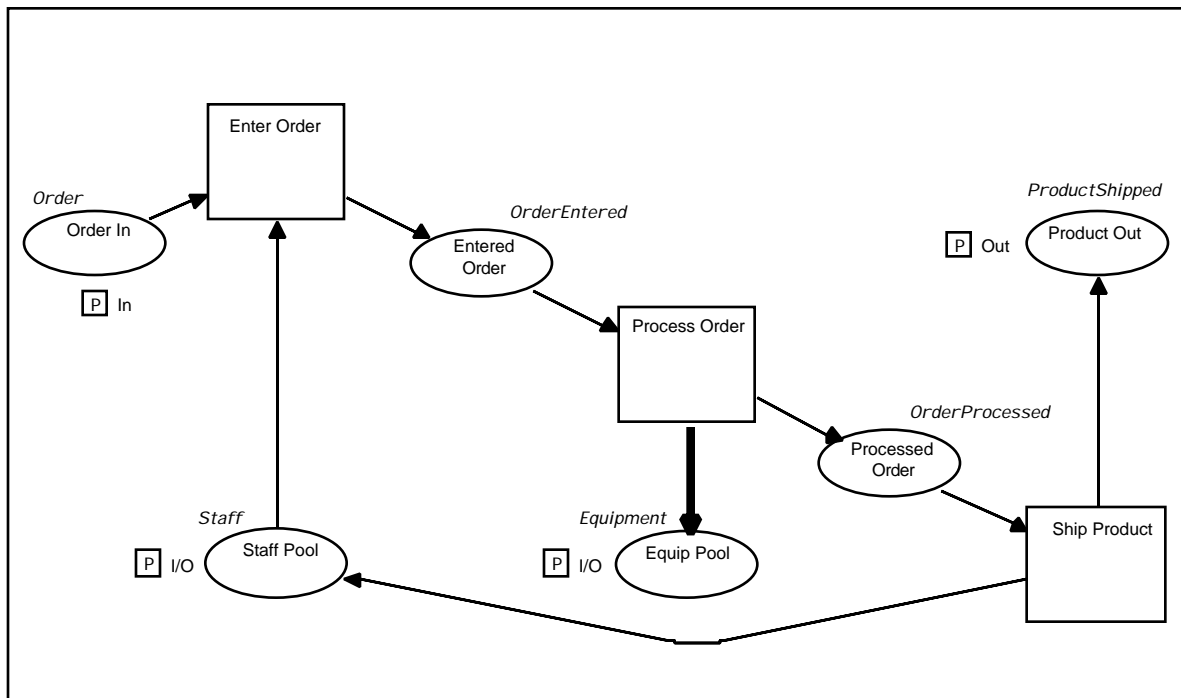 Enter Order
Order
Order In
P In
OrderEntered
Entered
Order
ProductShipped
P Out
Product Out
Process Order
OrderProcessed
Processed
Order
Staff
P I/O
Staff Pool
Equipment
P I/O
Equip Pool
Ship Product